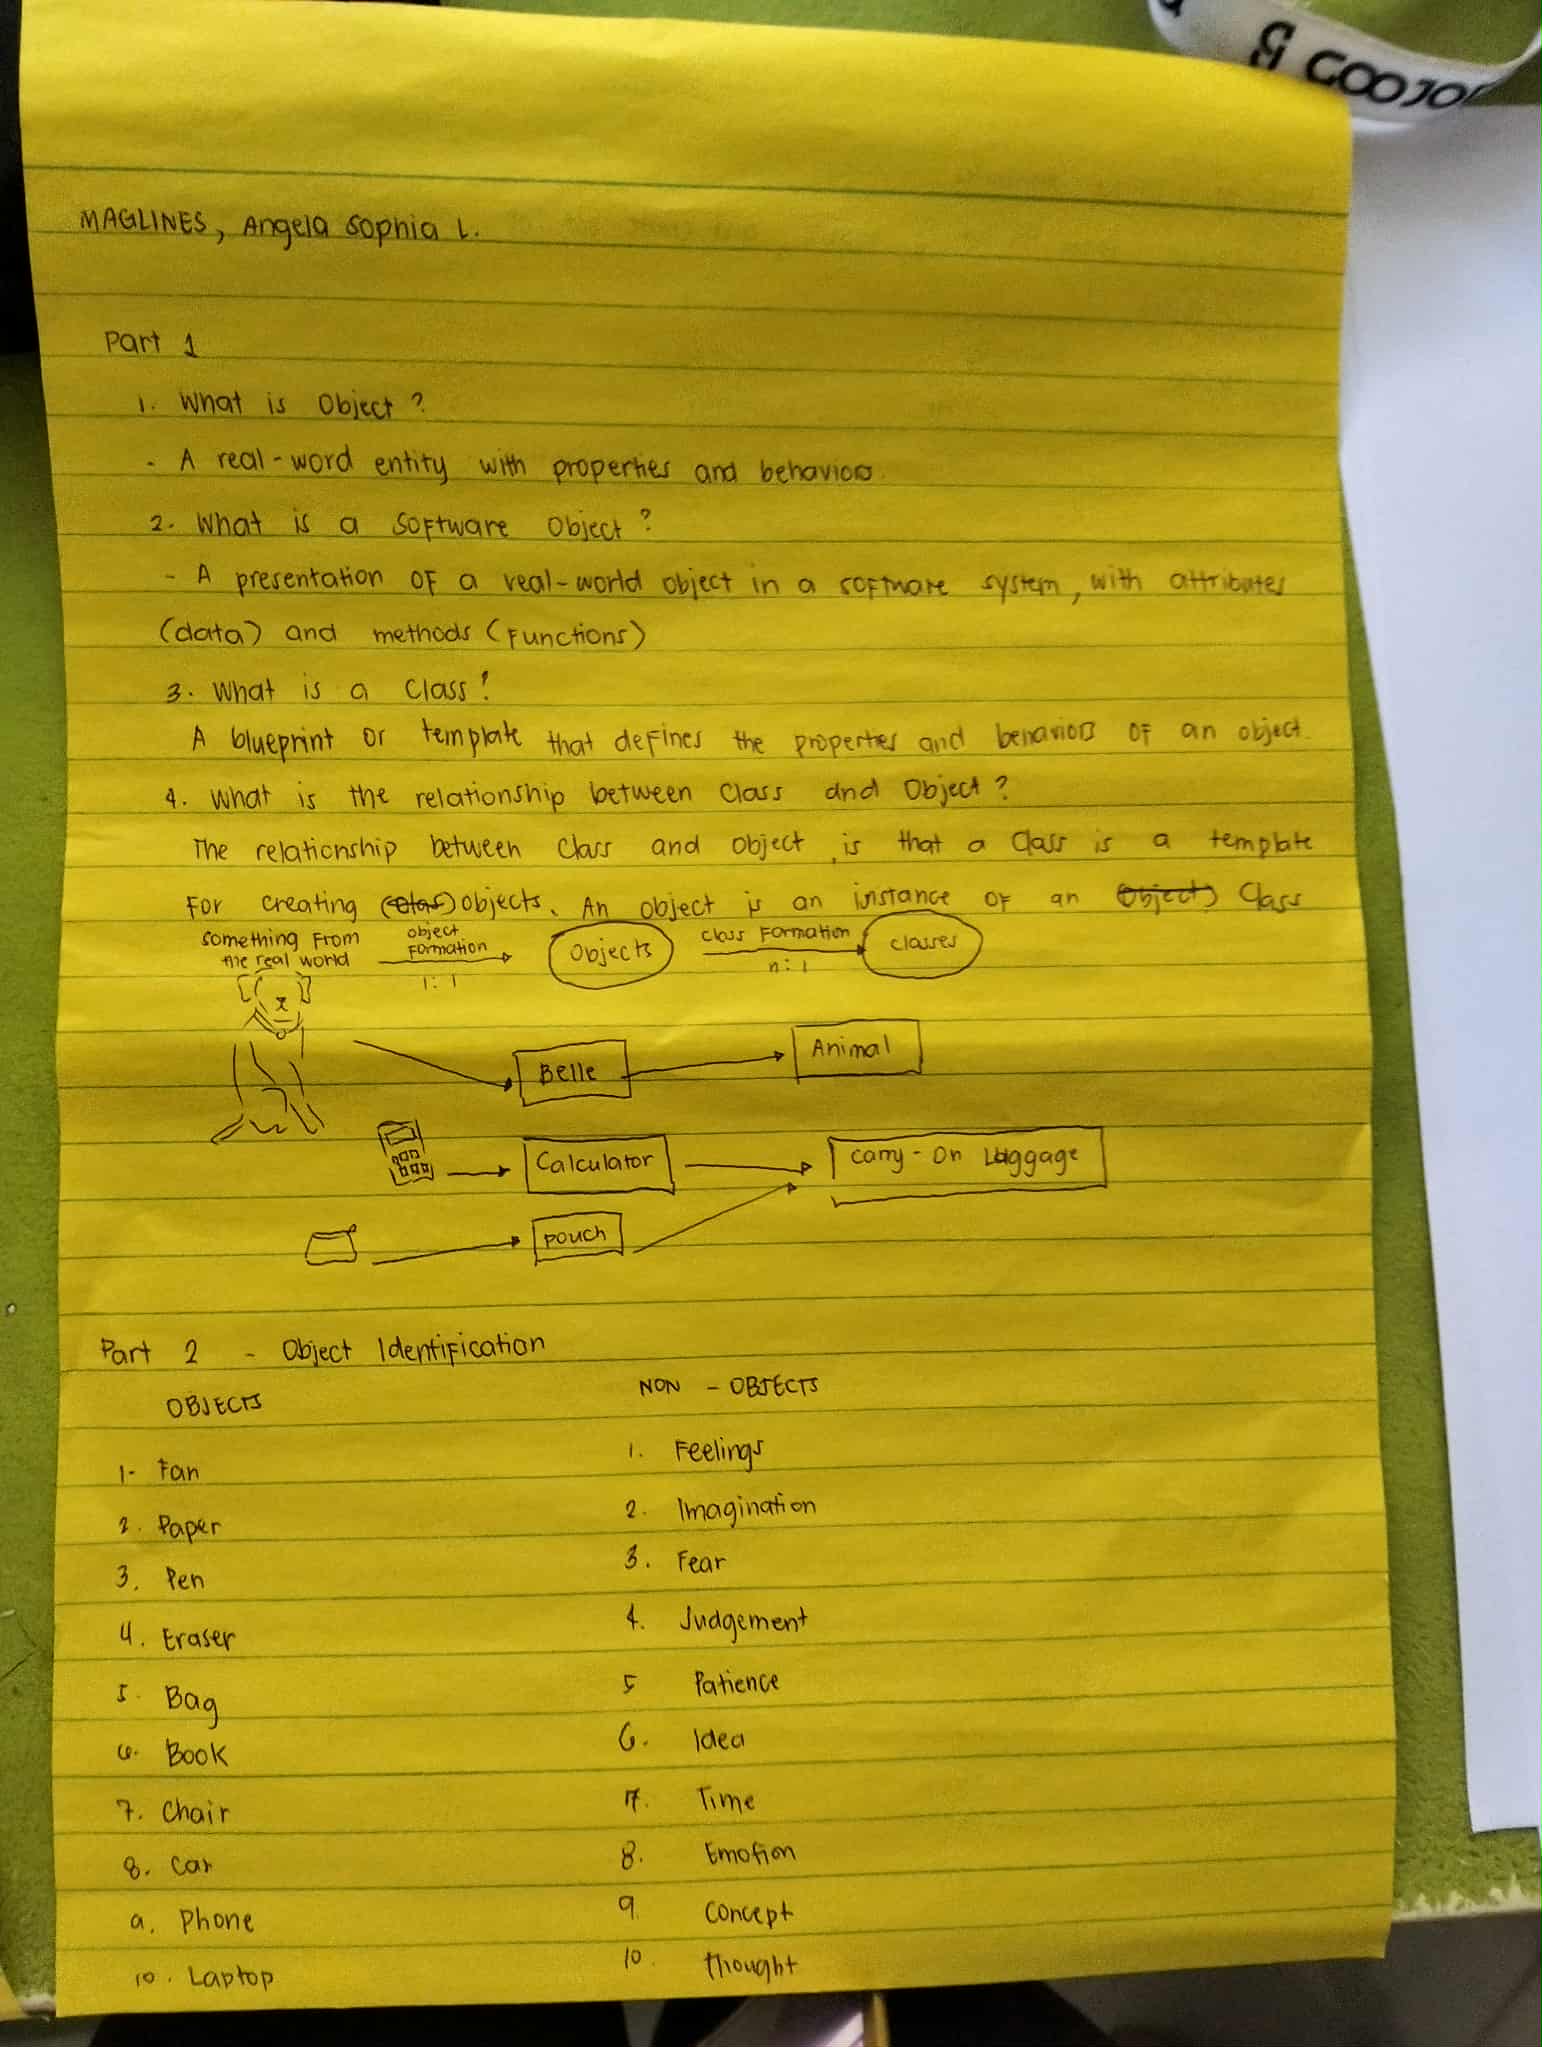 GOOJO
MAGLINES, Angela Sophia L.
Part 1
1. What is Object?
- A real-word entity with properties and behaviors.
2. What is a Software Object?
- A presentation of a real-world object in a software system, with attributes
(data) and methods (Functions)
3. What is a Class?
A blueprint or template that defines the properties and behaviors of an object.
4. What is the relationship between Class and Object?
The relationship between Class and Object is that a Class is a template
For creating (Class) objects. An object is an instance of an (Object) Class
something From the real world
object Formation
1:1
Objects
class Formation
n:1
classes
Belle
Animal
Calculator
Carry-On Luggage
Pouch
Part 2 - Object Identification
OBJECTS
NON - OBJECTS
1. Fan
1. Feelings
2. Paper
2. Imagination
3. Pen
3. Fear
4. Eraser
4. Judgement
5. Bag
5 Patience
6. Book
6. Idea
7. Chair
7. Time
8. Car
8. Emotion
9. Phone
9. Concept
10. Laptop
10. thought